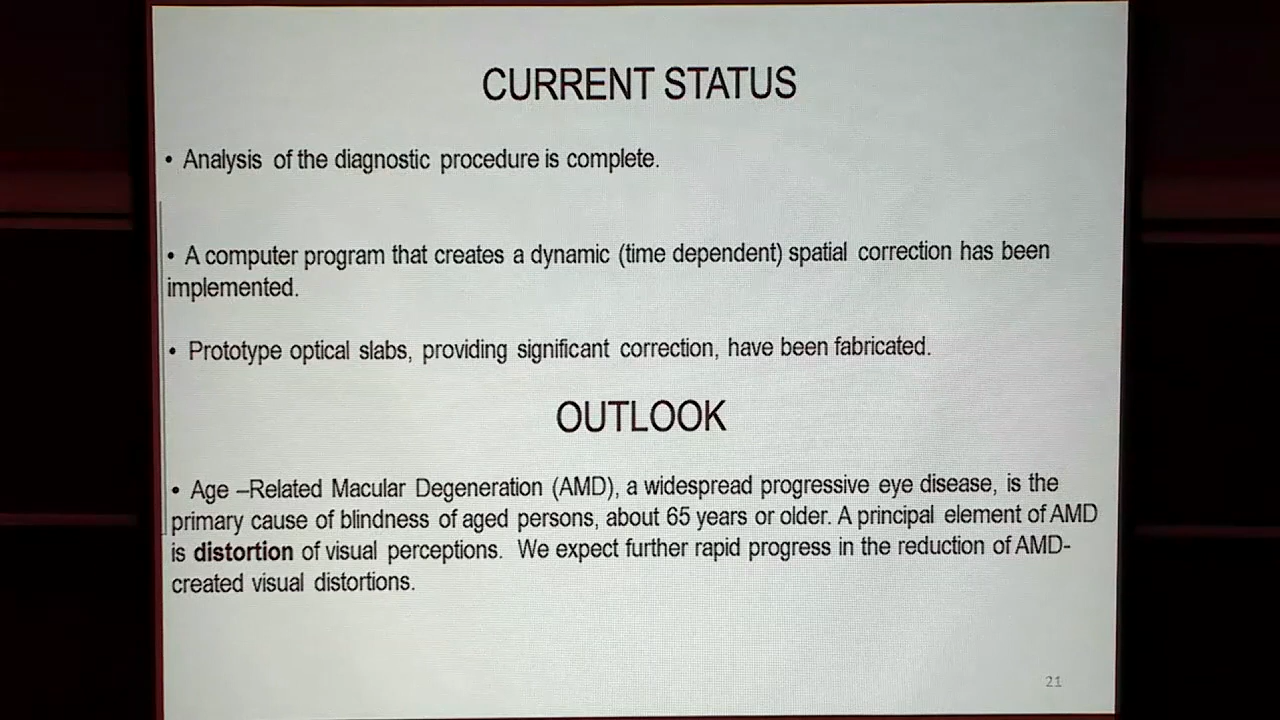 CURRENT STATUS
• Analysis of the diagnostic procedure is complete.
• A computer program that creates a dynamic (time dependent) spatial correction has been
implemented.
• Prototype optical slabs, providing significant correction, have been fabricated.
OUTLOOK
• Age –Related Macular Degeneration (AMD), a widespread progressive eye disease, is the
primary cause of blindness of aged persons, about 65 years or older. A principal element of AMD
is distortion of visual perceptions. We expect further rapid progress in the reduction of AMD-
created visual distortions.
21